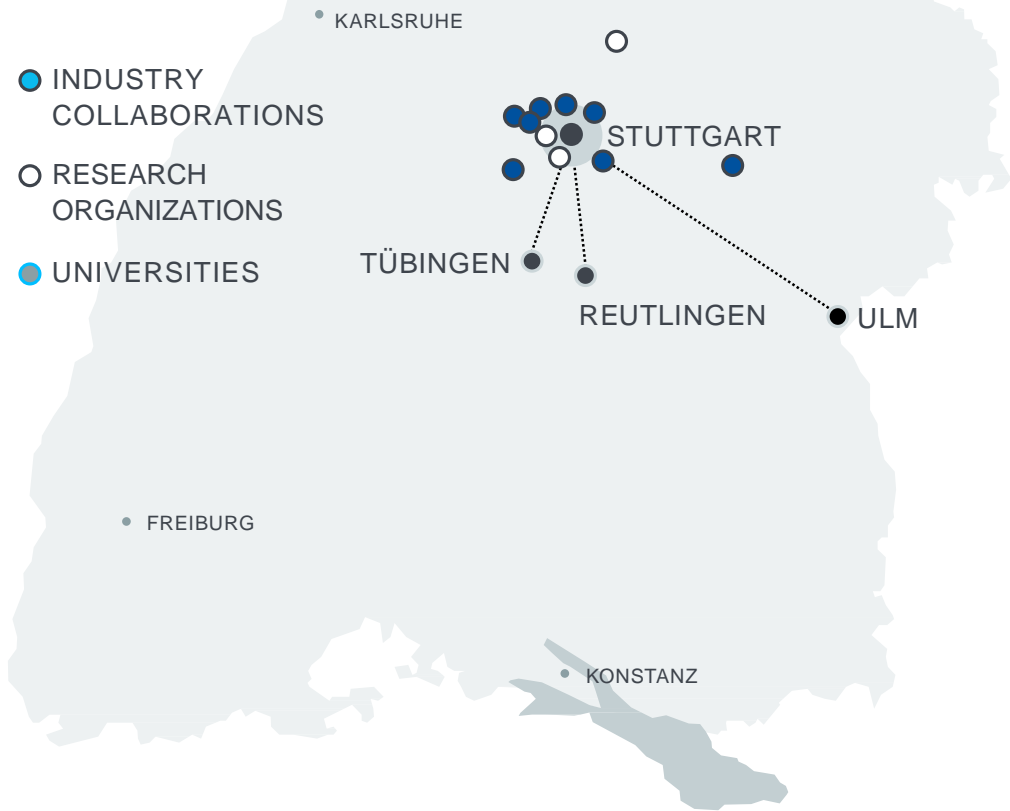 KARLSRUHE
INDUSTRY
COLLABORATIONS
RESEARCH
ORGANIZATIONS
UNIVERSITIES
STUTTGART
TÜBINGEN
REUTLINGEN
ULM
FREIBURG
KONSTANZ